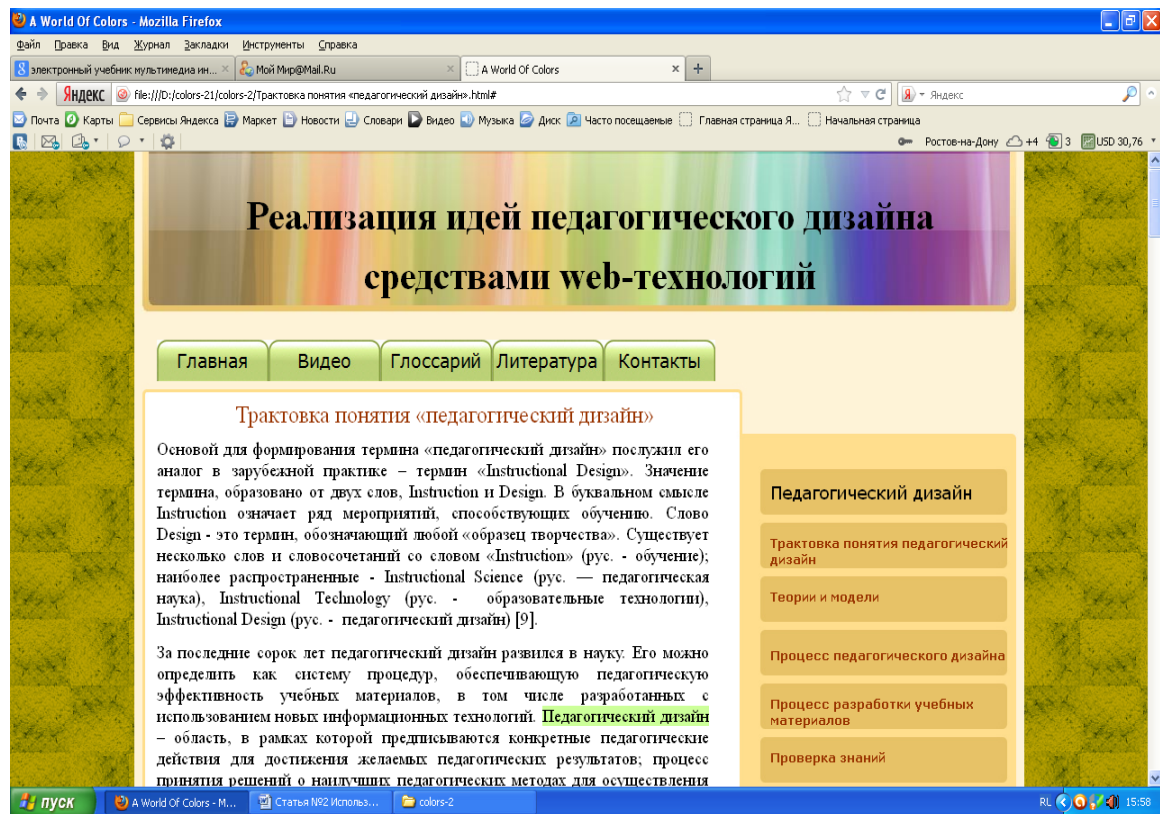 A World Of Colors - Mozilla Firefox
Файл Правка Вид Журнал Закладки Инструменты Справка
электронный учебник мультимедиа ин... Мой Мир@Mail.Ru A World Of Colors
Яндекс file:///D:/colors-21/colors-2/Трактовка понятия «педагогический дизайн».html# Яндекс
Почта Карты Сервисы Яндекса Маркет Новости Словари Видео Музыка Диск Часто посещаемые Главная страница Я... Начальная страница
Ростов-на-Дону +4 3 USD 30,76
Реализация идей педагогического дизайна
средствами web-технологий
Главная Видео Глоссарий Литература Контакты
Трактовка понятия «педагогический дизайн»
Основой для формирования термина «педагогический дизайн» послужил его
аналог в зарубежной практике – термин «Instructional Design». Значение
термина, образовано от двух слов, Instruction и Design. В буквальном смысле
Instruction означает ряд мероприятий, способствующих обучению. Слово
Design - это термин, обозначающий любой «образец творчества». Существует
несколько слов и словосочетаний со словом «Instruction» (рус. - обучение);
наиболее распространенные - Instructional Science (рус. — педагогическая
наука), Instructional Technology (рус. - образовательные технологии),
Instructional Design (рус. - педагогический дизайн) [9].
За последние сорок лет педагогический дизайн развился в науку. Его можно
определить как систему процедур, обеспечивающую педагогическую
эффективность учебных материалов, в том числе разработанных с
использованием новых информационных технологий. Педагогический дизайн
– область, в рамках которой предписываются конкретные педагогические
действия для достижения желаемых педагогических результатов; процесс
принятия решений о наилучших педагогических методах для осуществления
Педагогический дизайн
Трактовка понятия педагогический
дизайн
Теории и модели
Процесс педагогического дизайна
Процесс разработки учебных
материалов
Проверка знаний
пуск A World Of Colors - M... Статья №2 Использ... colors-2 RL 15:58